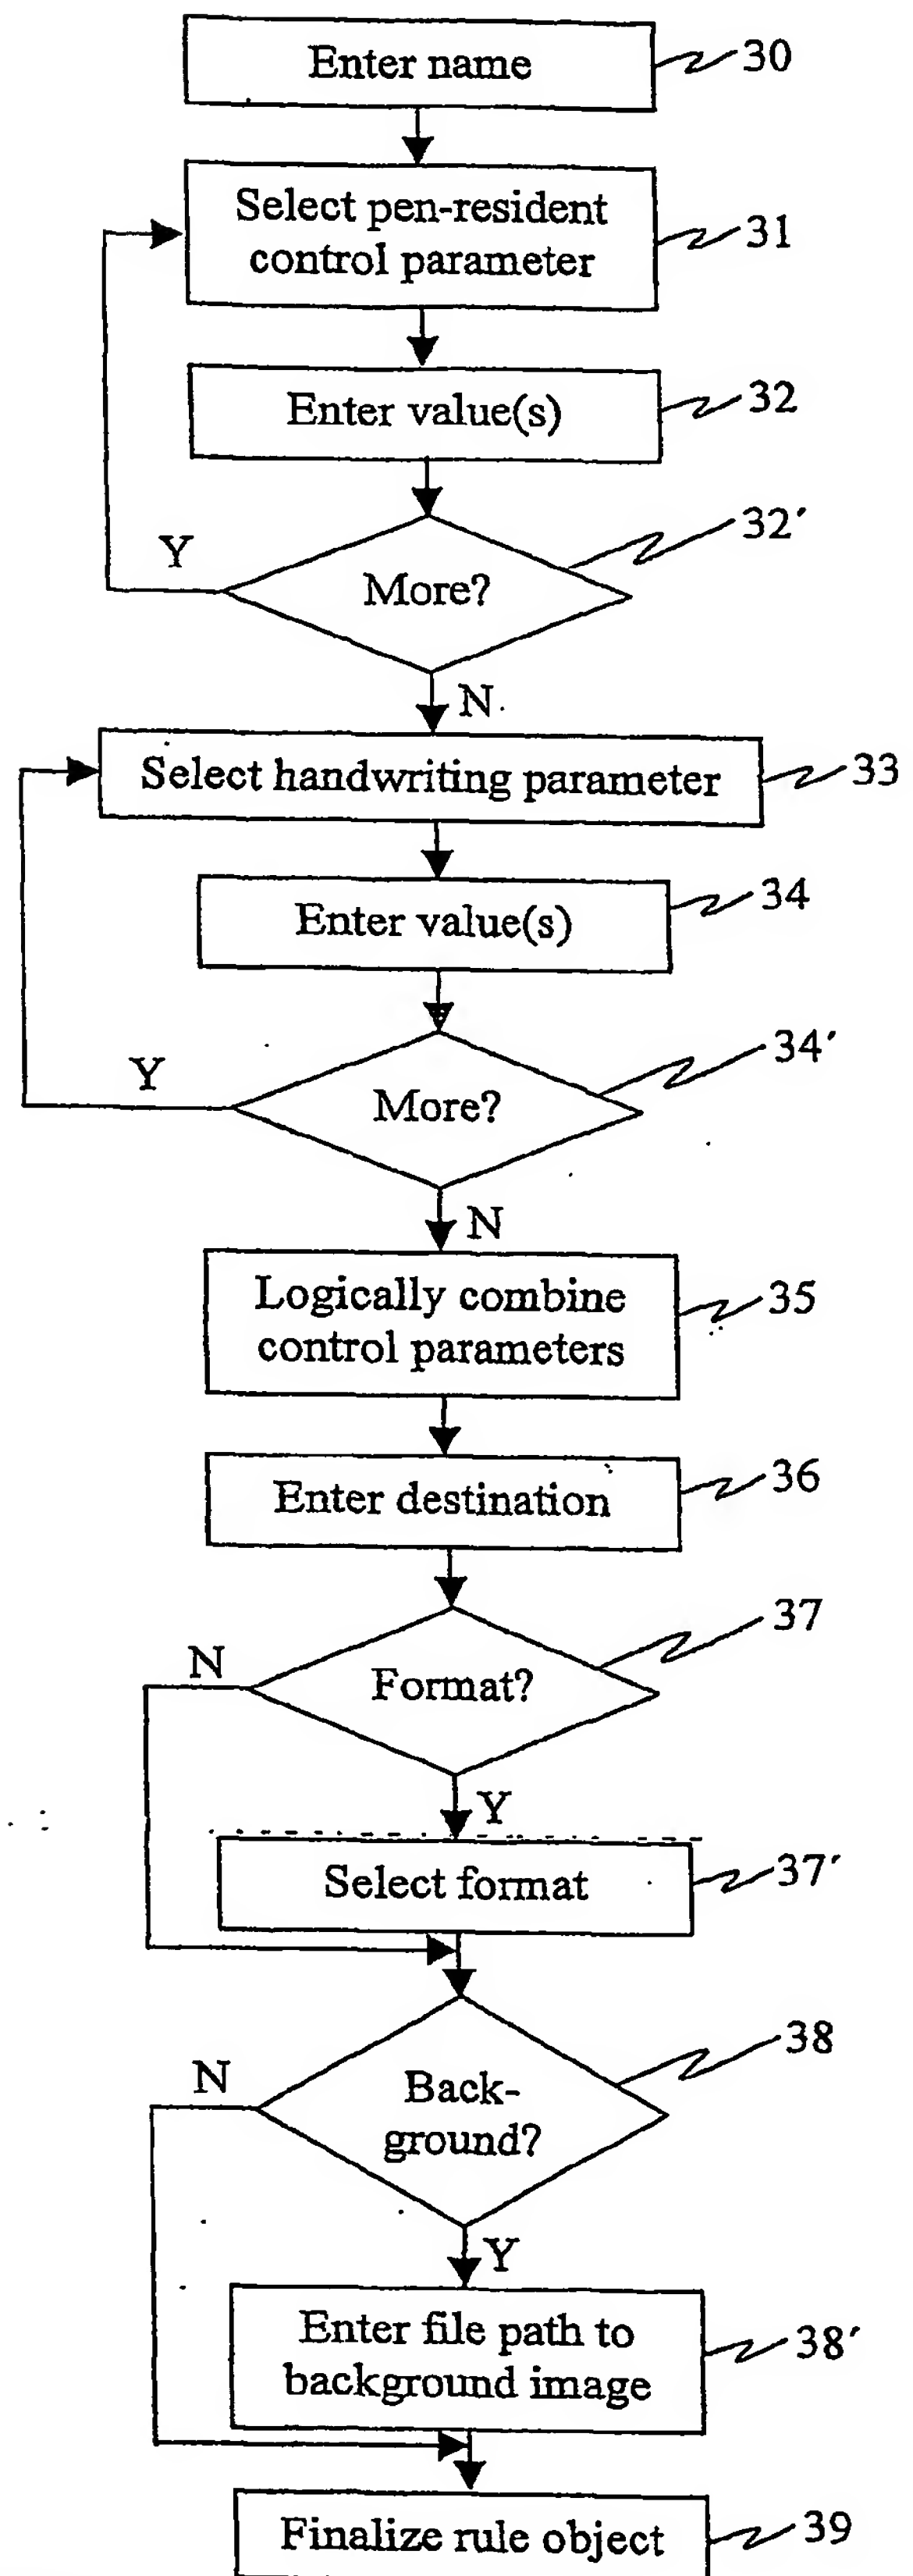 Enter name
30
Select pen-resident
control parameter
31
Enter value(s)
32
32′
Y
More?
N
Select handwriting parameter
33
Enter value(s)
34
34′
Y
More?
N
Logically combine
control parameters
35
Enter destination
36
37
N
Format?
Y
Select format
37′
38
N
Back-
ground?
Y
Enter file path to
background image
38′
Finalize rule object
39